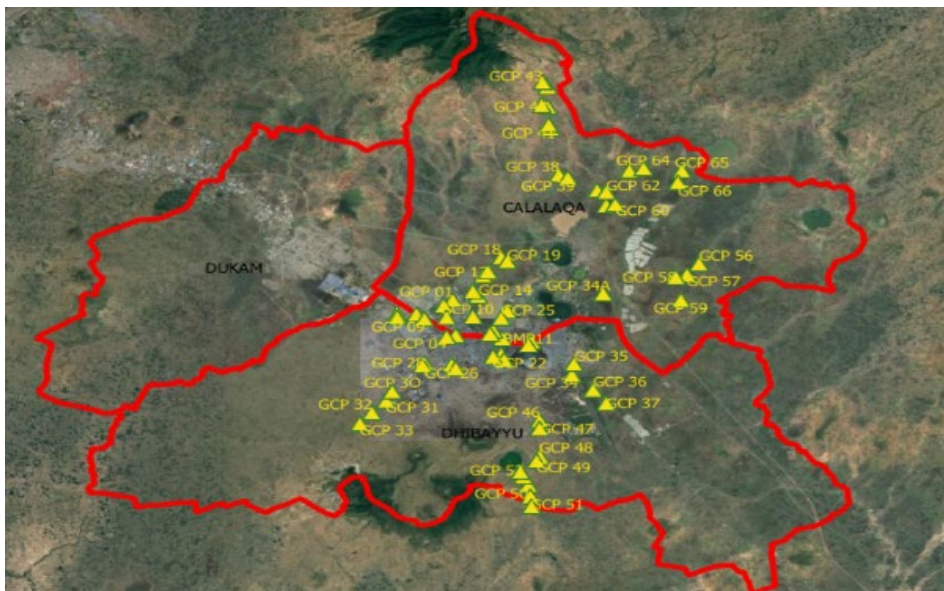 GCP 43
GCP 38
GCP 39
GCP 64
GCP 65
GCP 66
GCP 62
GCP 60
CALALAQA
GCP 18
GCP 19
GCP 56
DUKAM
GCP 57
GCP 14
GCP 34A
GCP 59
GCP 01
GCP 10
GCP 25
GCP 09
GCP 22
GCP 35
GCP 28
GCP 26
GCP 34
GCP 36
GCP 30
GCP 31
GCP 37
GCP 32
GCP 33
GCP 46
GCP 47
DHIBAYYU
GCP 48
GCP 49
GCP 51